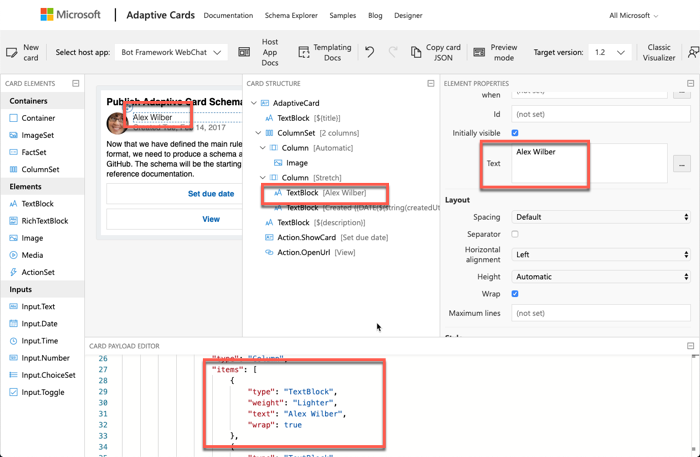 Microsoft | Adaptive Cards Documentation Schema Explorer Samples Blog Designer All Microsoft
New card Select host app: Bot Framework WebChat Host App Docs Templating Docs Copy card JSON Preview mode Target version: 1.2 Classic Visualizer
CARD ELEMENTS
Containers
Container
ImageSet
FactSet
ColumnSet
Elements
TextBlock
RichTextBlock
Image
Media
ActionSet
Inputs
Input.Text
Input.Date
Input.Time
Input.Number
Input.ChoiceSet
Input.Toggle
Publish Adaptive Card Schema
Alex Wilber
Created Tue, Feb 14, 2017
Now that we have defined the main rule
format, we need to produce a schema a
GitHub. The schema will be the starting
reference documentation.
Set due date
View
CARD STRUCTURE
AdaptiveCard
TextBlock [${title}]
ColumnSet [2 columns]
Column [Automatic]
Image
Column [Stretch]
TextBlock [Alex Wilber]
TextBlock [Created {{DATE(${string(createdUt
TextBlock [${description}]
Action.ShowCard [Set due date]
Action.OpenUrl [View]
ELEMENT PROPERTIES
when (not set) ...
Id (not set)
Initially visible
Text Alex Wilber ...
Layout
Spacing Default
Separator
Horizontal alignment Left
Height Automatic
Wrap
Maximum lines (not set)
CARD PAYLOAD EDITOR
26 "type": "Column",
27 "items": [
28 {
29 "type": "TextBlock",
30 "weight": "Lighter",
31 "text": "Alex Wilber",
32 "wrap": true
33 },
34 {
"type": "TextBlock",